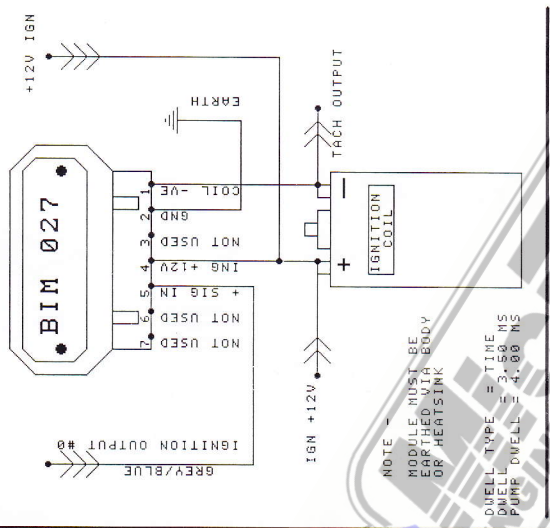 +12V IGN
BIM 027
EARTH
1 COIL -VE
2 GND
3 NOT USED
4 ING +12V
5 + SIG IN
6 NOT USED
7 NOT USED
TACH OUTPUT
-
IGNITION
COIL
+
IGN +12V
GREY/BLUE
IGNITION OUTPUT #0
NOTE -
MODULE MUST BE
EARTHED VIA BODY
OR HEATSINK
DWELL TYPE = TIME
DWELL = 3.50 MS
PUMP DWELL = 4.00 MS